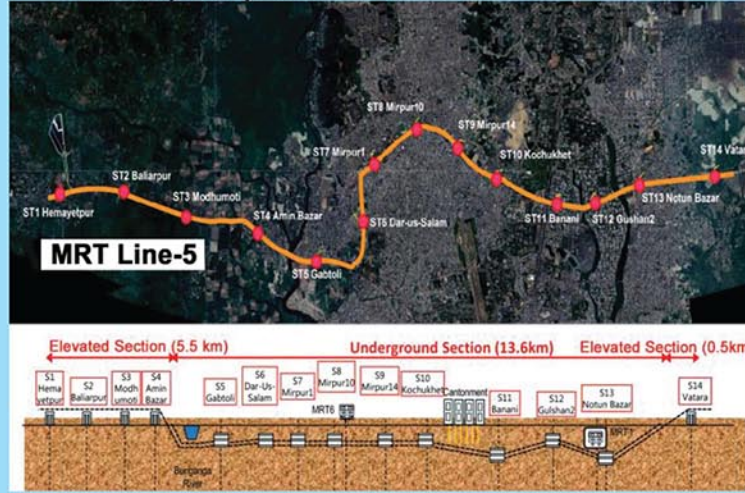 ST8 Mirpur10
ST9 Mirpur14
ST7 Mirpur1
ST10 Kochukhet
ST14 Vatar
ST2 Baliarpur
ST13 Notun Bazar
ST3 Modhumoti
ST1 Hemayetpur
ST4 Amin Bazar
ST6 Dar-us-Salam
ST11 Banani
ST12 Gushan2
MRT Line-5
ST5 Gabtoli
Elevated Section (5.5 km)
Underground Section (13.6km)
Elevated Section (0.5km
S1
Hema
yetpur
S2
Baliarpur
S3
Modh
umoti
S4
Amin
Bazar
S5
Gabtoli
S6
Dar-Us-
Salam
S7
Mirpur1
S8
Mirpur10
S9
Mirpur14
S10
Kochukhet
Cantonment
S11
Banani
S12
Gulshan2
S13
Notun Bazar
S14
Vatara
MRT6
MRT7
River